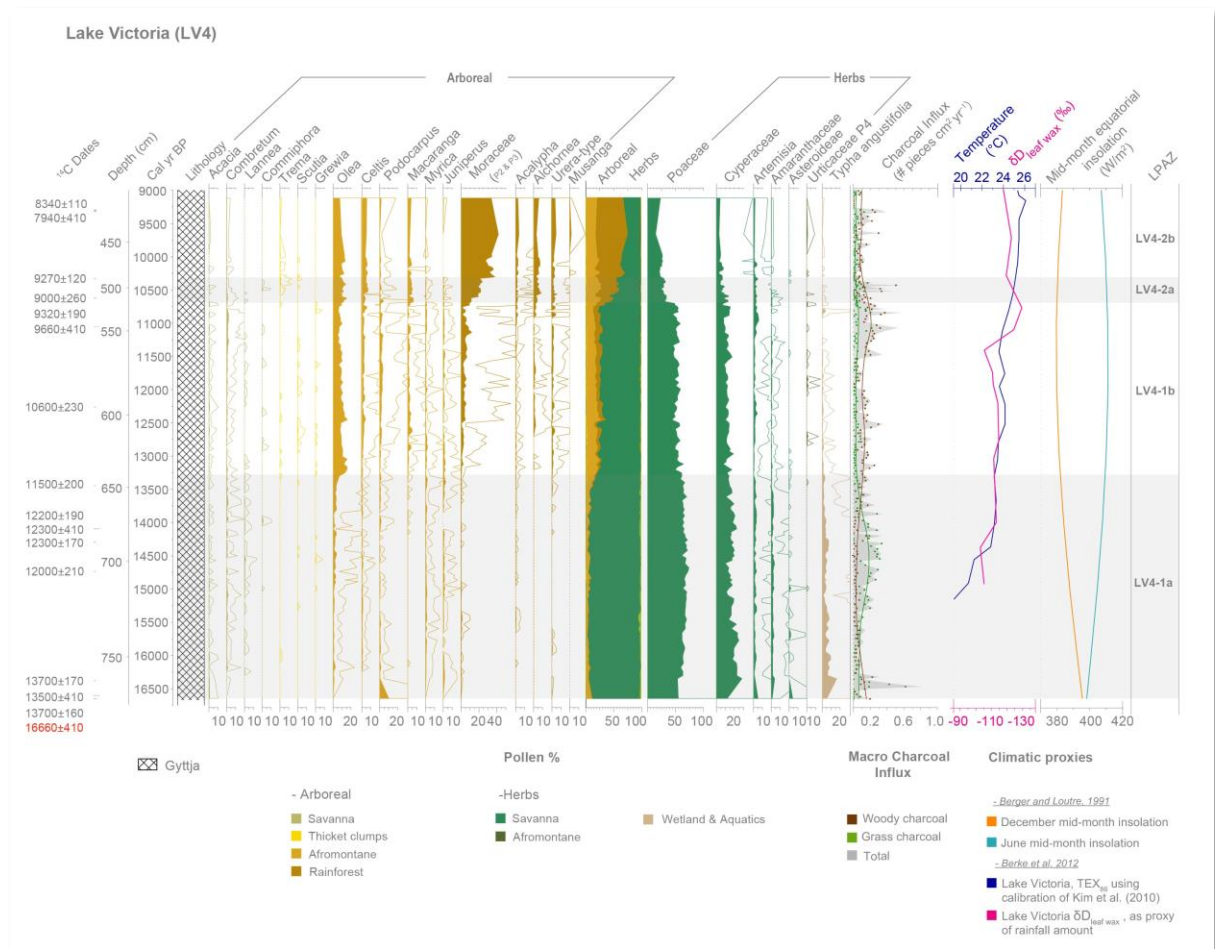 Lake Victoria (LV4)
Arboreal
Herbs
¹⁴C Dates
Depth (cm)
Cal yr BP
Lithology
Acacia
Combretum
Lannea
Commiphora
Trema
Scutia
Grewia
Olea
Celtis
Podocarpus
Macaranga
Myrica
Juniperus
Moraceae
(P2 & P3)
Acalypha
Alchornea
Urera-type
Musanga
Arboreal
Herbs
Poaceae
Cyperaceae
Artemisia
Amaranthaceae
Asteroideae
Urticaceae P4
Typha angustifolia
Charcoal Influx
(# pieces cm² yr⁻¹)
Temperature
(°C)
δD leaf wax (‰)
Mid-month equatorial
insolation
(W/m²)
LPAZ
20 22 24 26
380 400 420
8340±110
7940±410
9270±120
9000±260
9320±190
9660±410
10600±230
11500±200
12200±190
12300±410
12300±170
12000±210
13700±170
13500±410
13700±160
16660±410
450
500
550
600
650
700
750
9000
9500
10000
10500
11000
11500
12000
12500
13000
13500
14000
14500
15000
15500
16000
16500
LV4-2b
LV4-2a
LV4-1b
LV4-1a
10 10 10 10 10 10 10 20 10 20 10 10 10 20 40 10 10 10 10 50 100 50 100 20 10 10 10 10 20
0.2 0.6 1.0
-90 -110 -130
380 400 420
Gyttja
Pollen %
- Arboreal
Savanna
Thicket clumps
Afromontane
Rainforest
-Herbs
Savanna
Afromontane
Wetland & Aquatics
Macro Charcoal
Influx
Woody charcoal
Grass charcoal
Total
Climatic proxies
- Berger and Loutre, 1991
December mid-month insolation
June mid-month insolation
- Berke et al. 2012
Lake Victoria, TEX₈₆ using
calibration of Kim et al. (2010)
Lake Victoria δD leaf wax , as proxy
of rainfall amount